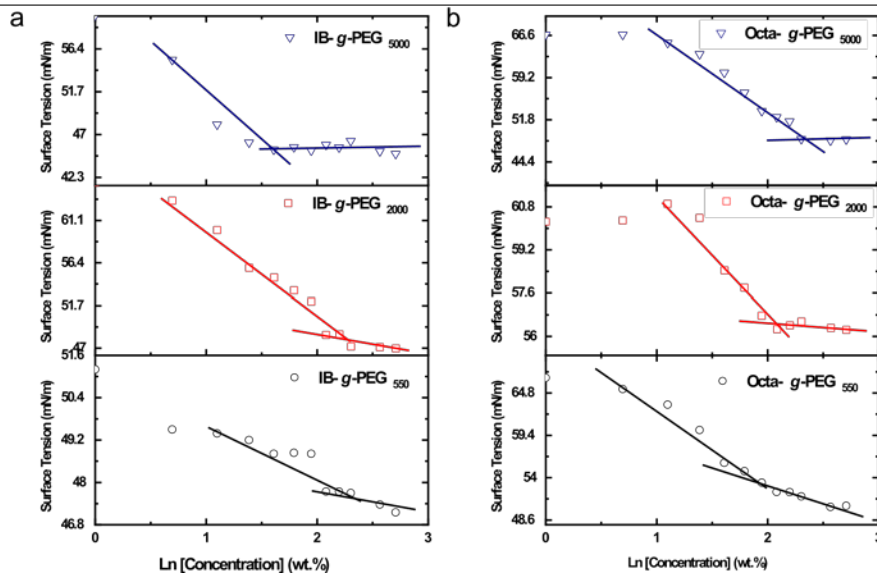 a
IB- g-PEG 5000
Surface Tension (mN/m)
56.4
51.7
47
42.3
IB- g-PEG 2000
Surface Tension (mN/m)
61.1
56.4
51.7
47
IB- g-PEG 550
Surface Tension (mN/m)
51.6
50.4
49.2
48
46.8
0 1 2 3
Ln [Concentration] (wt.%)
b
Octa- g-PEG 5000
Surface Tension (mN/m)
66.6
59.2
51.8
44.4
Octa- g-PEG 2000
Surface Tension (mN/m)
60.8
59.2
57.6
56
Octa- g-PEG 550
Surface Tension (mN/m)
64.8
59.4
54
48.6
0 1 2 3
Ln [Concentration] (wt.%)